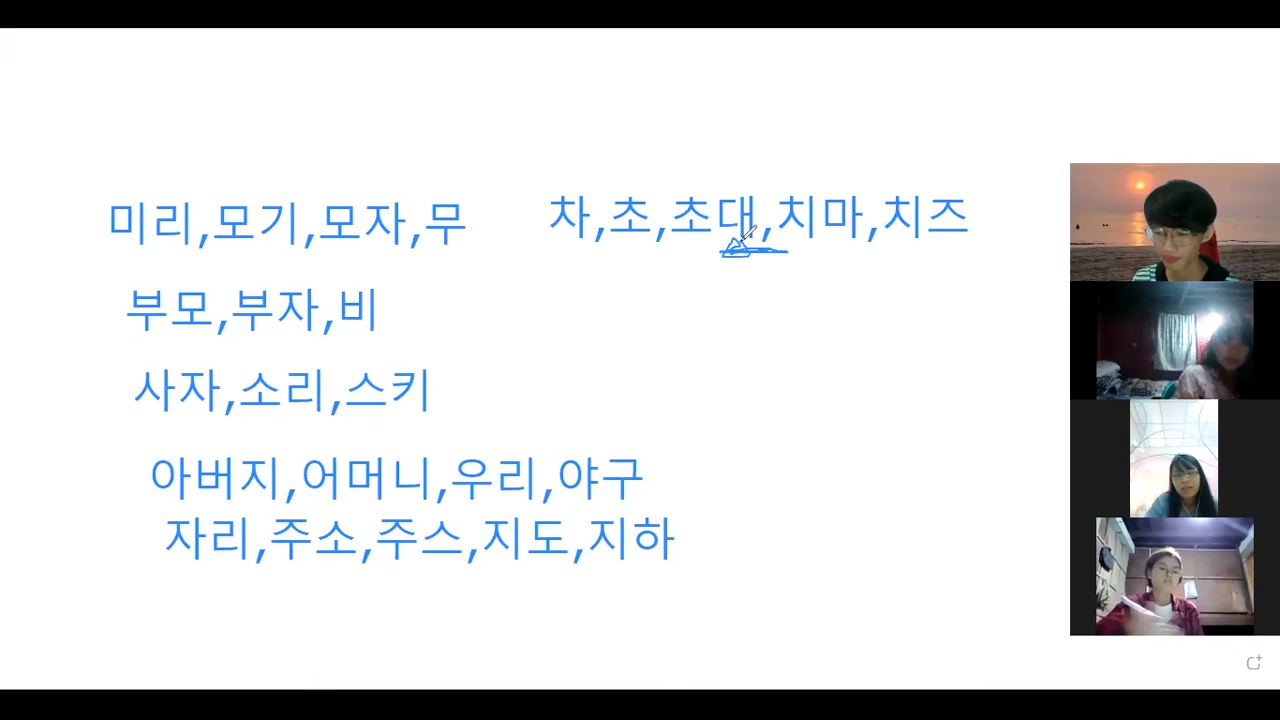 미리,모기,모자,무
부모,부자,비
사자,소리,스키
아버지,어머니,우리,야구
자리,주소,주스,지도,지하
차,초,초대,치마,치즈